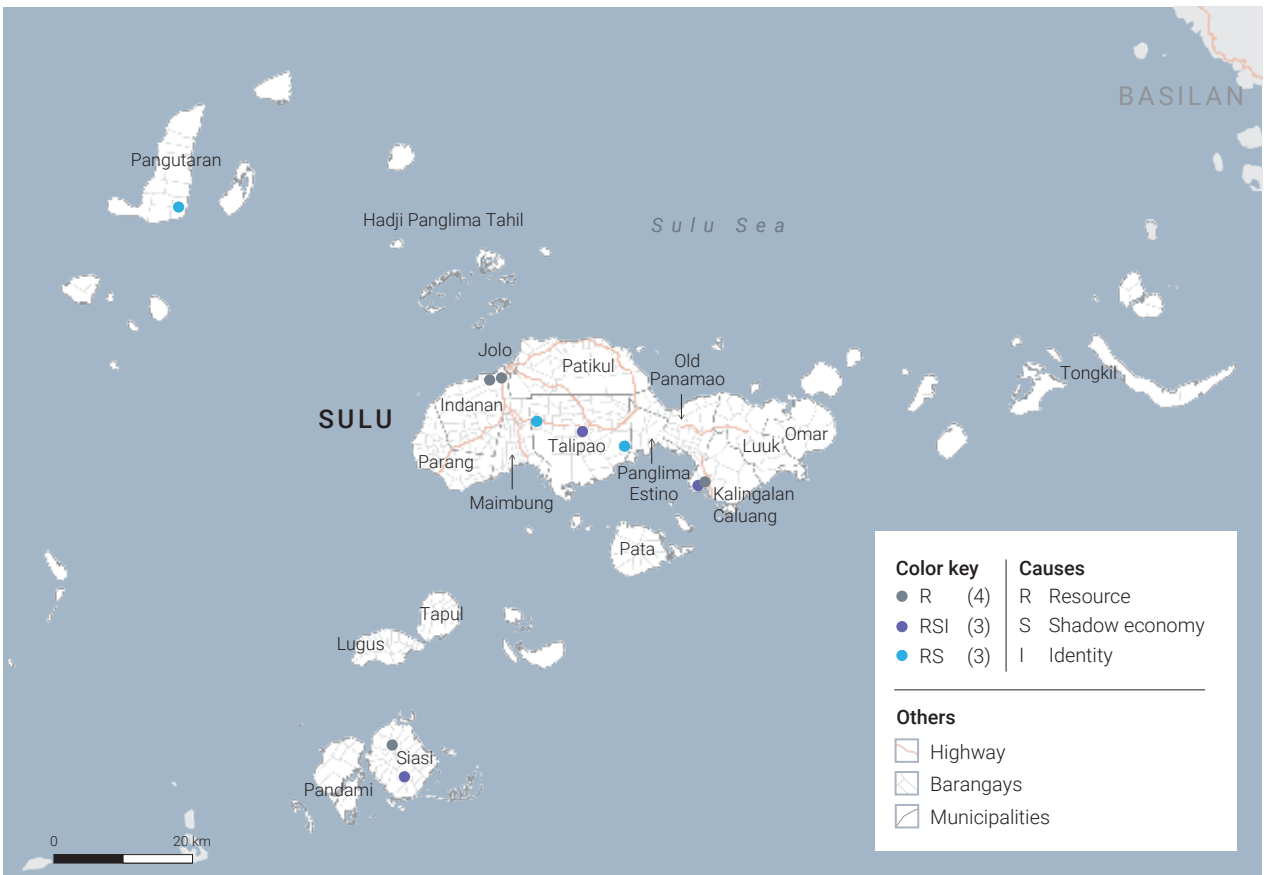 BASILAN
Pangutaran
Hadji Panglima Tahil
Sulu Sea
Jolo
Patikul
Old
Panamao
Tongkil
Indanan
SULU
Omar
Luuk
Talipao
Parang
Panglima
Estino
Maimbung
Kalingalan
Caluang
Pata
Tapul
Lugus
Siasi
Pandami
0 20 km
Color key
R (4)
RSI (3)
RS (3)
Causes
R Resource
S Shadow economy
I Identity
Others
Highway
Barangays
Municipalities